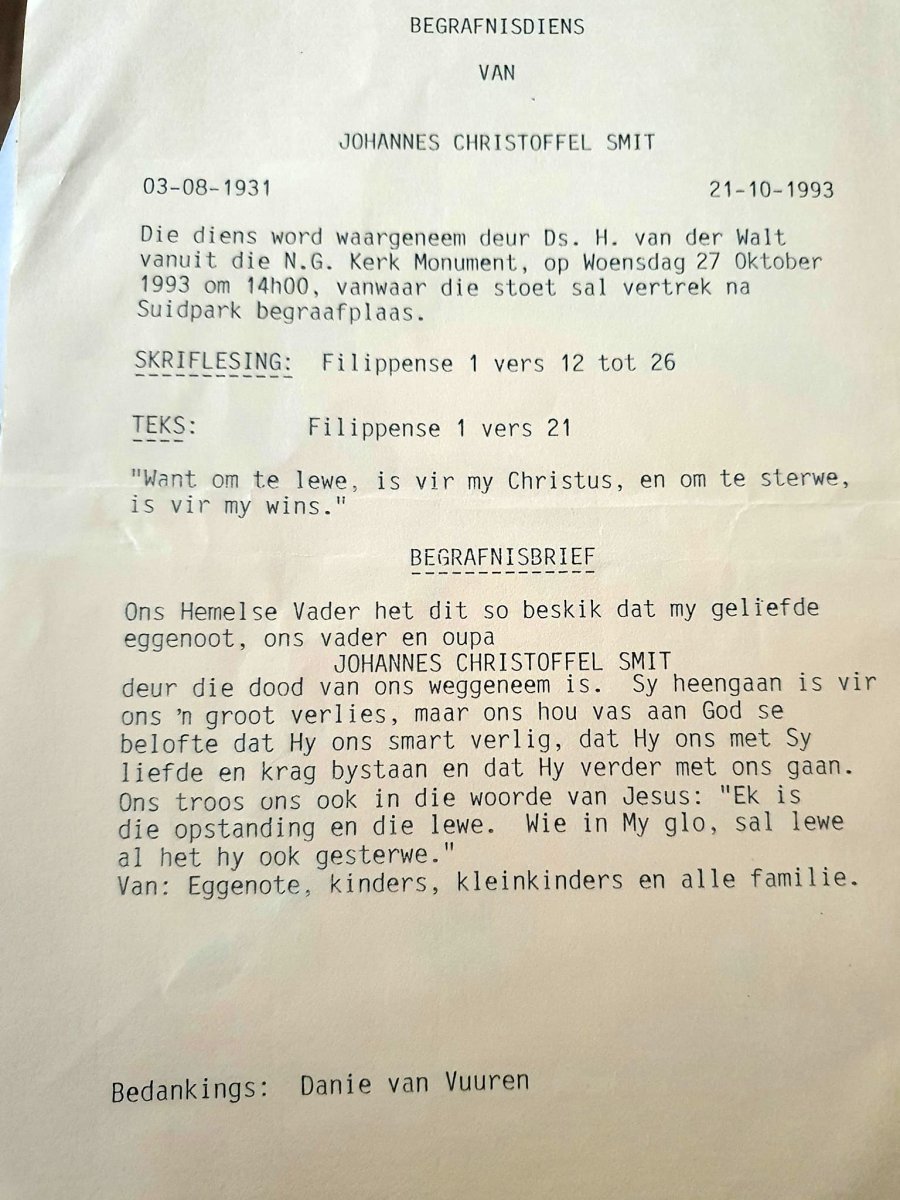 BEGRAFNISDIENS
VAN
JOHANNES CHRISTOFFEL SMIT
03-08-1931 21-10-1993
Die diens word waargeneem deur Ds. H. van der Walt
vanuit die N.G. Kerk Monument, op Woensdag 27 Oktober
1993 om 14h00, vanwaar die stoet sal vertrek na
Suidpark begraafplaas.
SKRIFLESING: Filippense 1 vers 12 tot 26
TEKS: Filippense 1 vers 21
"Want om te lewe, is vir my Christus, en om te sterwe,
is vir my wins."
BEGRAFNISBRIEF
Ons Hemelse Vader het dit so beskik dat my geliefde
eggenoot, ons vader en oupa
JOHANNES CHRISTOFFEL SMIT
deur die dood van ons weggeneem is. Sy heengaan is vir
ons 'n groot verlies, maar ons hou vas aan God se
belofte dat Hy ons smart verlig, dat Hy ons met Sy
liefde en krag bystaan en dat Hy verder met ons gaan.
Ons troos ons ook in die woorde van Jesus: "Ek is
die opstanding en die lewe. Wie in My glo, sal lewe
al het hy ook gesterwe."
Van: Eggenote, kinders, kleinkinders en alle familie.
Bedankings: Danie van Vuuren